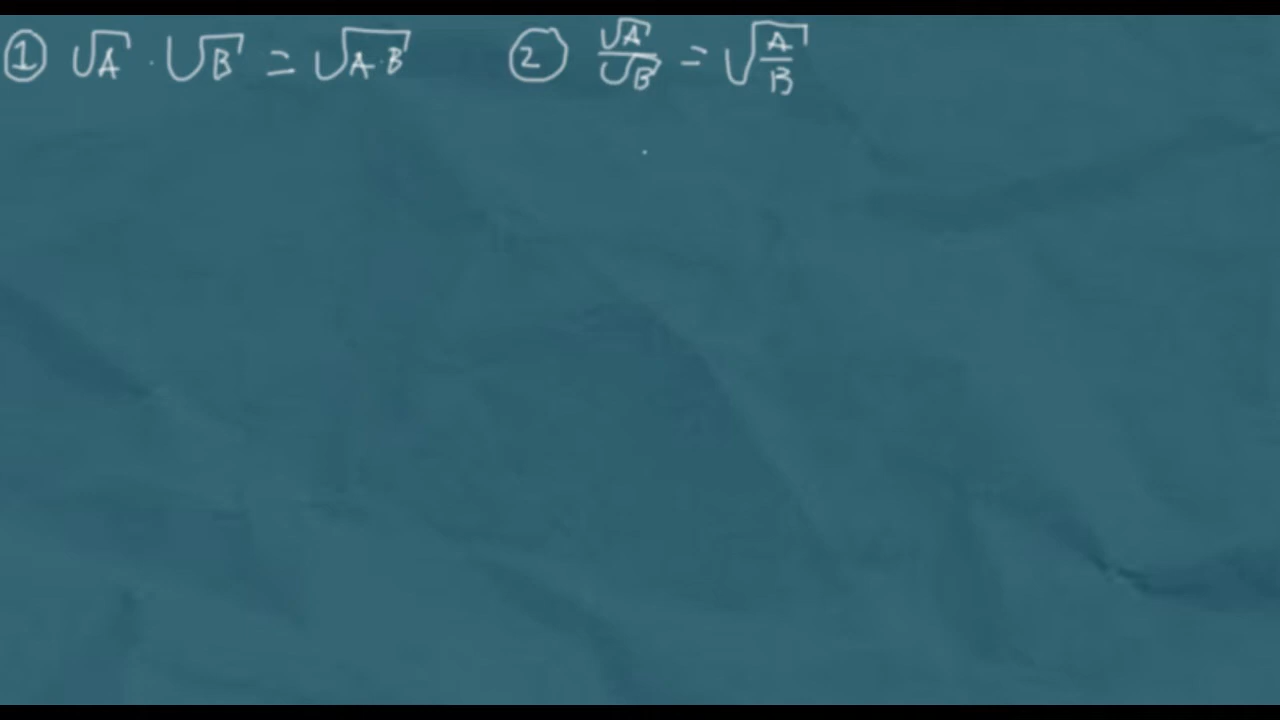 ① √A · √B = √A·B ② √A/√B = √A/B